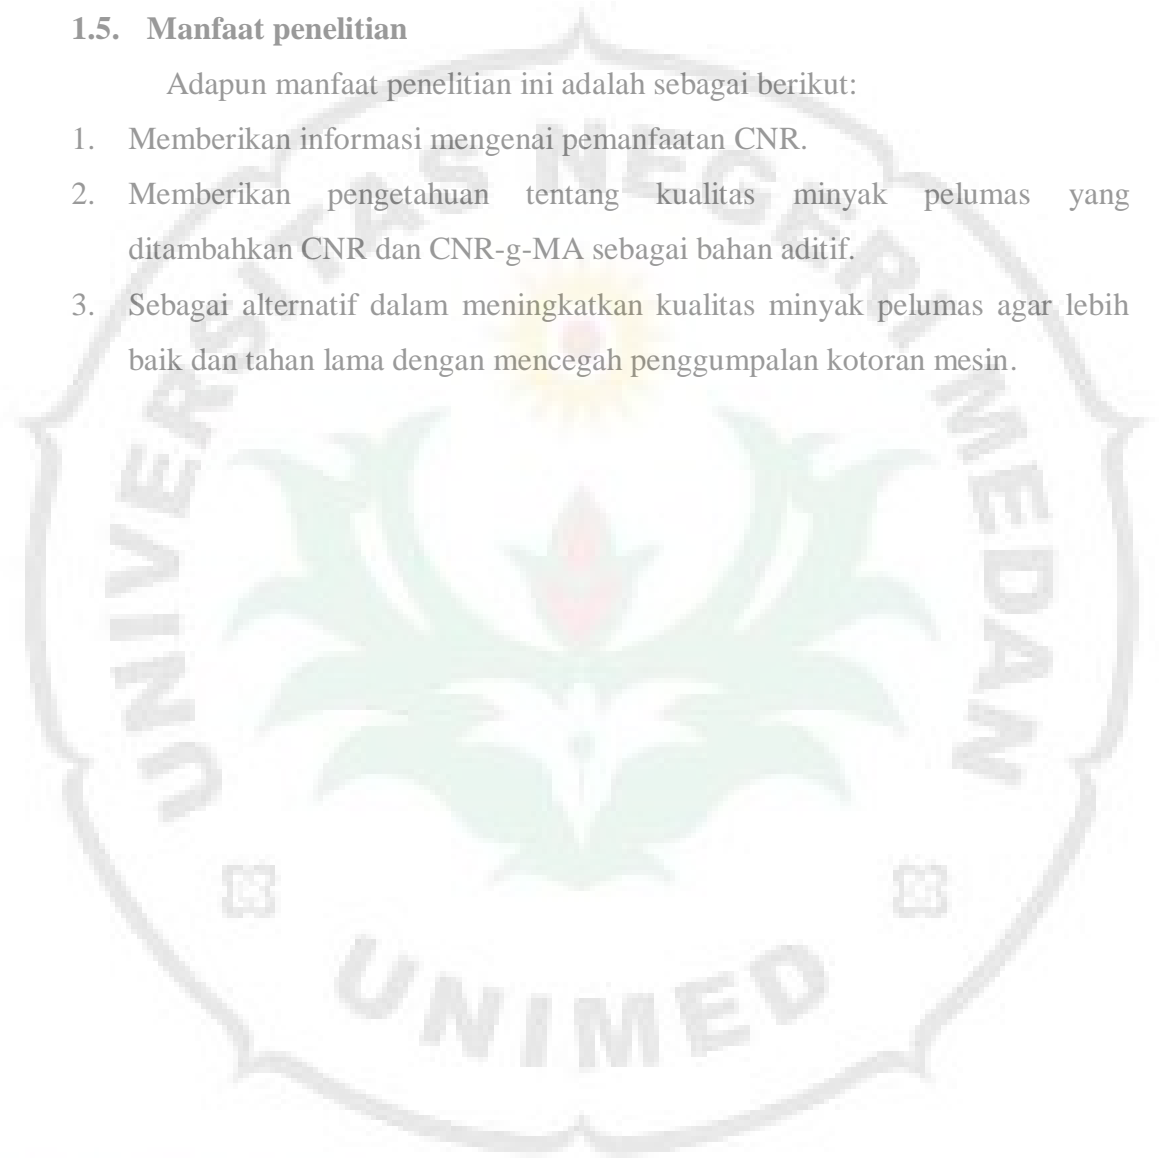 1.5. Manfaat penelitian
Adapun manfaat penelitian ini adalah sebagai berikut:
1. Memberikan informasi mengenai pemanfaatan CNR.
2. Memberikan pengetahuan tentang kualitas minyak pelumas yang
ditambahkan CNR dan CNR-g-MA sebagai bahan aditif.
3. Sebagai alternatif dalam meningkatkan kualitas minyak pelumas agar lebih
baik dan tahan lama dengan mencegah penggumpalan kotoran mesin.
UNIVERSITAS NEGERI MEDAN
UNIMED